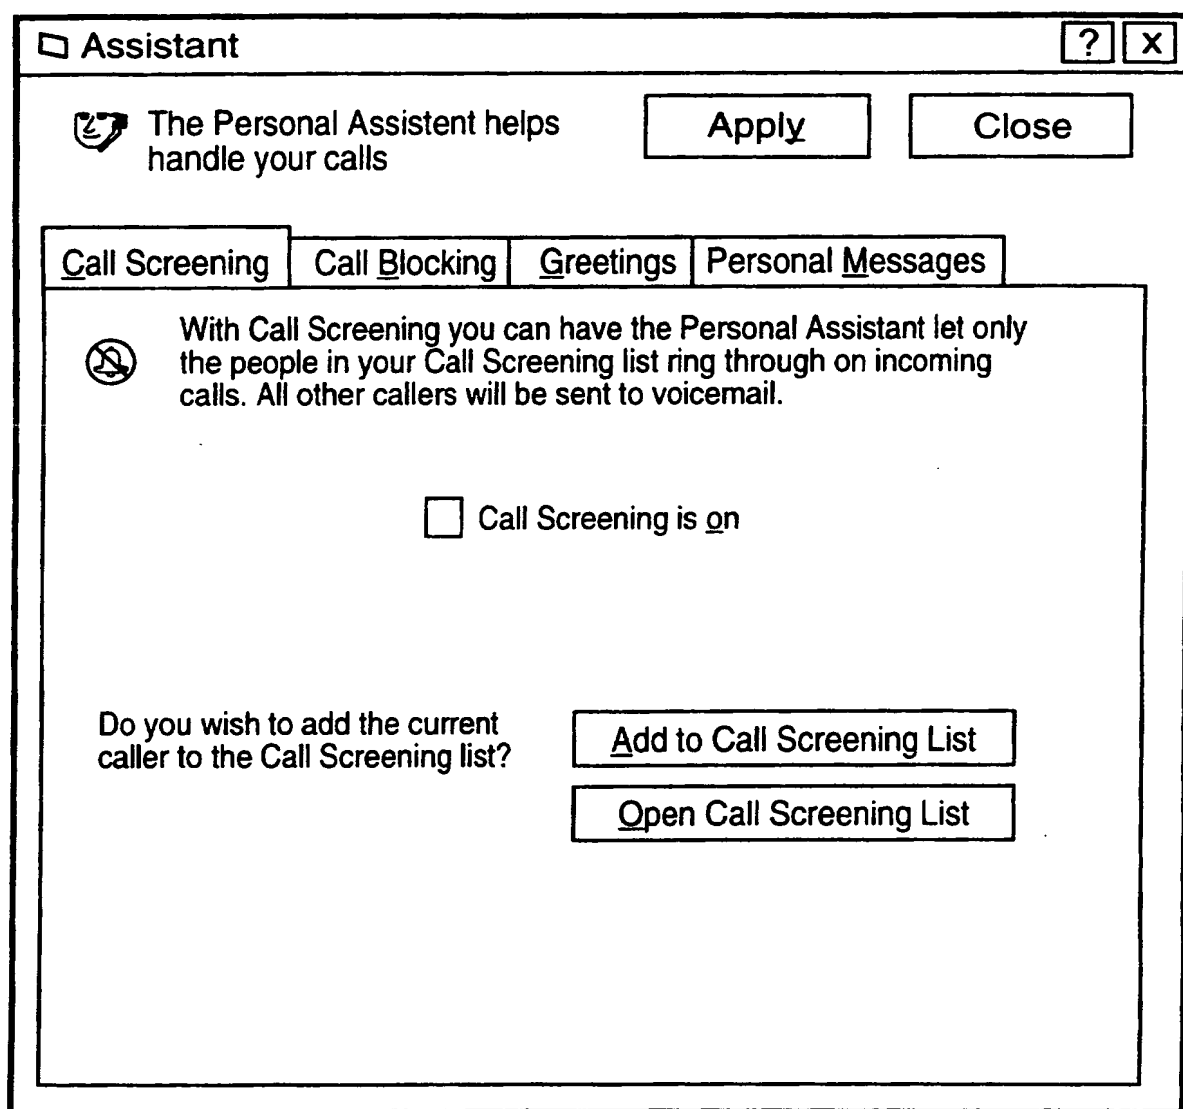 Assistant
?
X
The Personal Assistent helps
handle your calls
Apply
Close
Call Screening
Call Blocking
Greetings
Personal Messages
With Call Screening you can have the Personal Assistant let only
the people in your Call Screening list ring through on incoming
calls. All other callers will be sent to voicemail.
Call Screening is on
Do you wish to add the current
caller to the Call Screening list?
Add to Call Screening List
Open Call Screening List